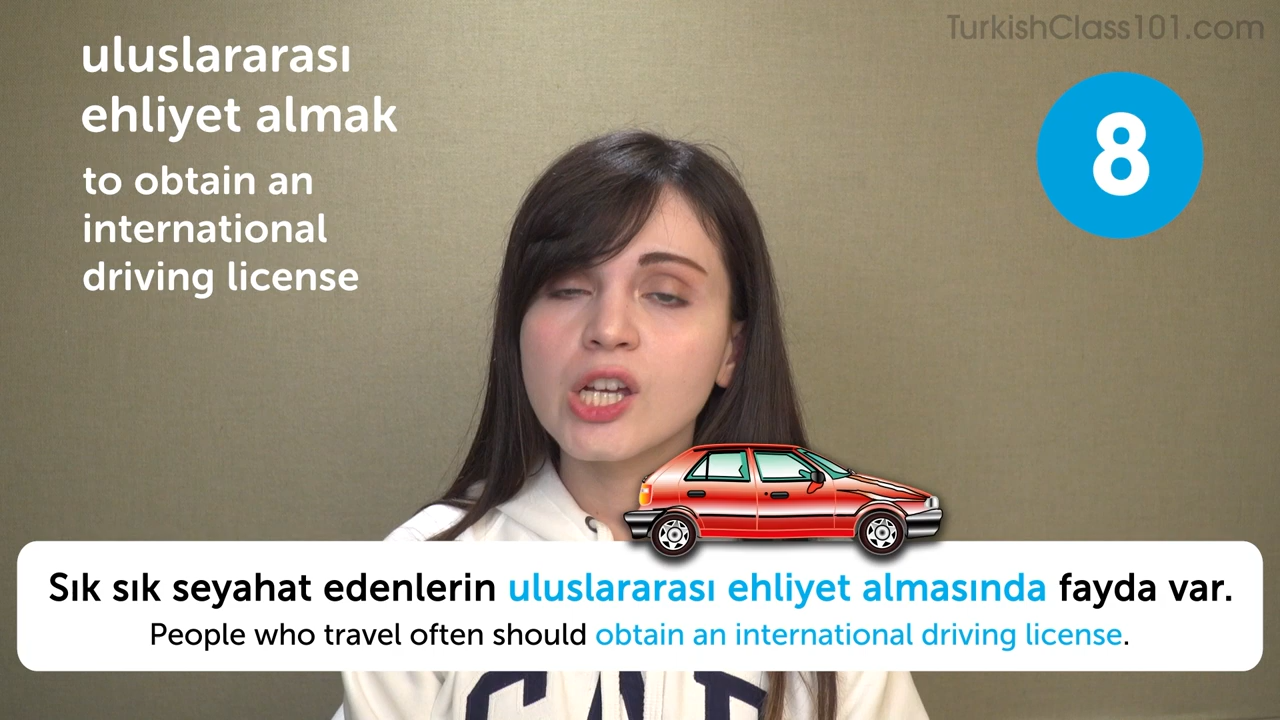 TurkishClass101.com
uluslararası
ehliyet almak
to obtain an
international
driving license
8
Sık sık seyahat edenlerin uluslararası ehliyet almasında fayda var.
People who travel often should obtain an international driving license.